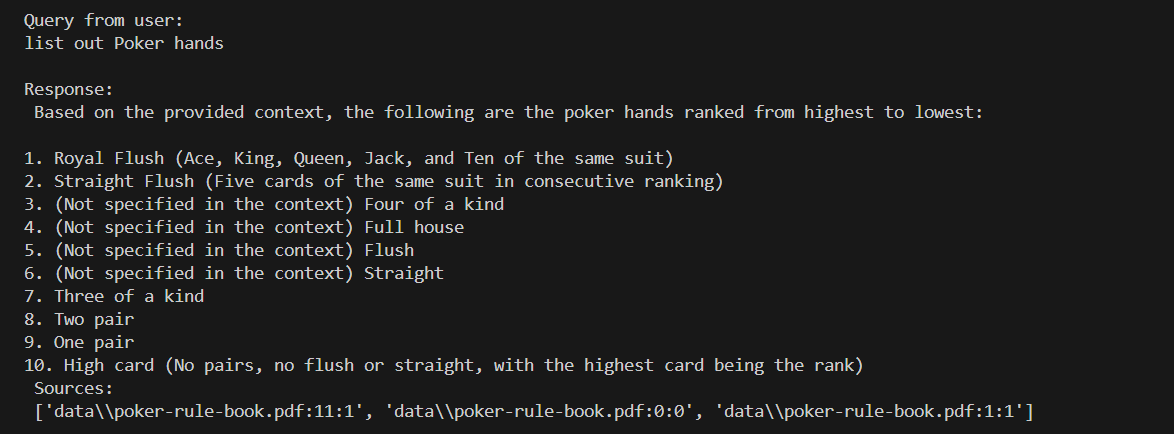 Query from user:
list out Poker hands
Response:
Based on the provided context, the following are the poker hands ranked from highest to lowest:
1. Royal Flush (Ace, King, Queen, Jack, and Ten of the same suit)
2. Straight Flush (Five cards of the same suit in consecutive ranking)
3. (Not specified in the context) Four of a kind
4. (Not specified in the context) Full house
5. (Not specified in the context) Flush
6. (Not specified in the context) Straight
7. Three of a kind
8. Two pair
9. One pair
10. High card (No pairs, no flush or straight, with the highest card being the rank)
Sources:
['data\\poker-rule-book.pdf:11:1', 'data\\poker-rule-book.pdf:0:0', 'data\\poker-rule-book.pdf:1:1']